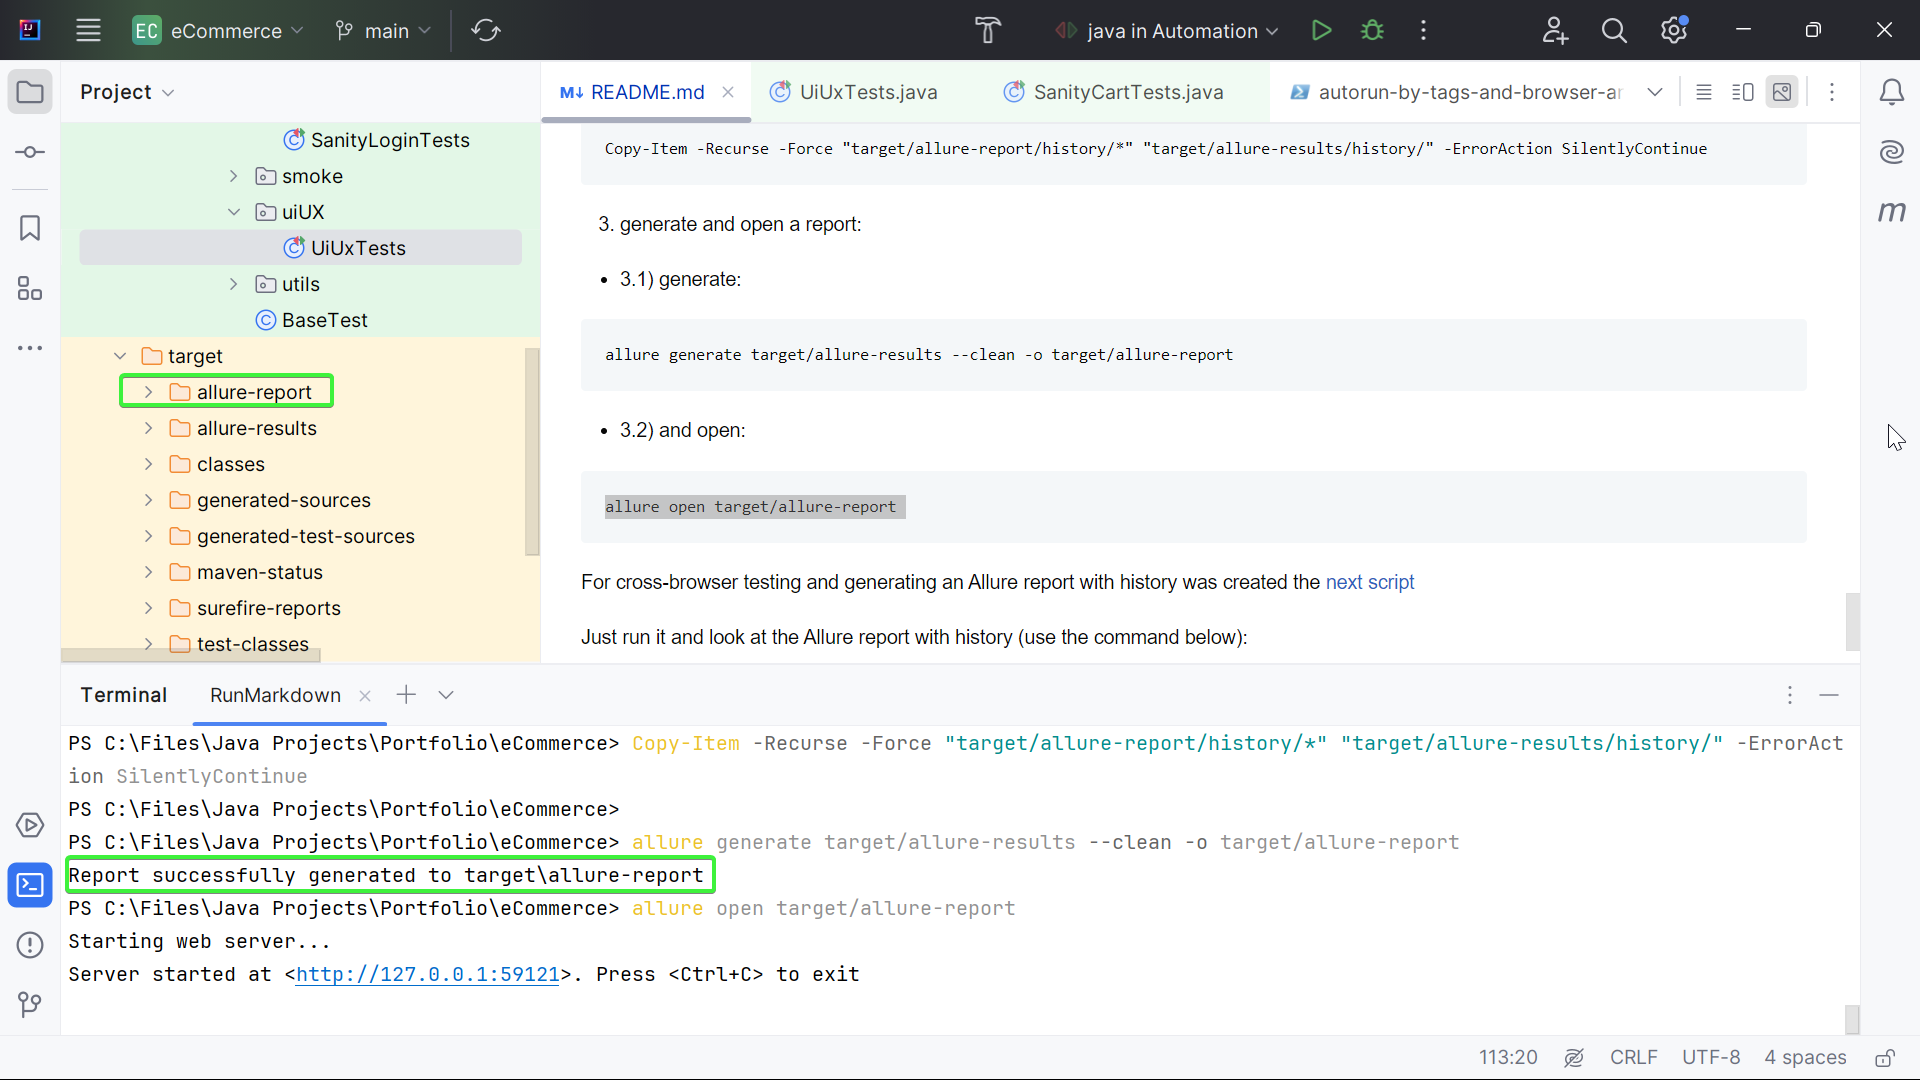 EC eCommerce main java in Automation
Project
README.md UiUxTests.java SanityCartTests.java autorun-by-tags-and-browser-ar
SanityLoginTests
smoke
uiUX
UiUxTests
utils
BaseTest
target
allure-report
allure-results
classes
generated-sources
generated-test-sources
maven-status
surefire-reports
test-classes
Copy-Item -Recurse -Force "target/allure-report/history/*" "target/allure-results/history/" -ErrorAction SilentlyContinue
3. generate and open a report:
• 3.1) generate:
allure generate target/allure-results --clean -o target/allure-report
• 3.2) and open:
allure open target/allure-report
For cross-browser testing and generating an Allure report with history was created the next script
Just run it and look at the Allure report with history (use the command below):
Terminal RunMarkdown
PS C:\Files\Java Projects\Portfolio\eCommerce> Copy-Item -Recurse -Force "target/allure-report/history/*" "target/allure-results/history/" -ErrorAct
ion SilentlyContinue
PS C:\Files\Java Projects\Portfolio\eCommerce>
PS C:\Files\Java Projects\Portfolio\eCommerce> allure generate target/allure-results --clean -o target/allure-report
Report successfully generated to target\allure-report
PS C:\Files\Java Projects\Portfolio\eCommerce> allure open target/allure-report
Starting web server...
Server started at <http://127.0.0.1:59121>. Press <Ctrl+C> to exit
113:20 CRLF UTF-8 4 spaces